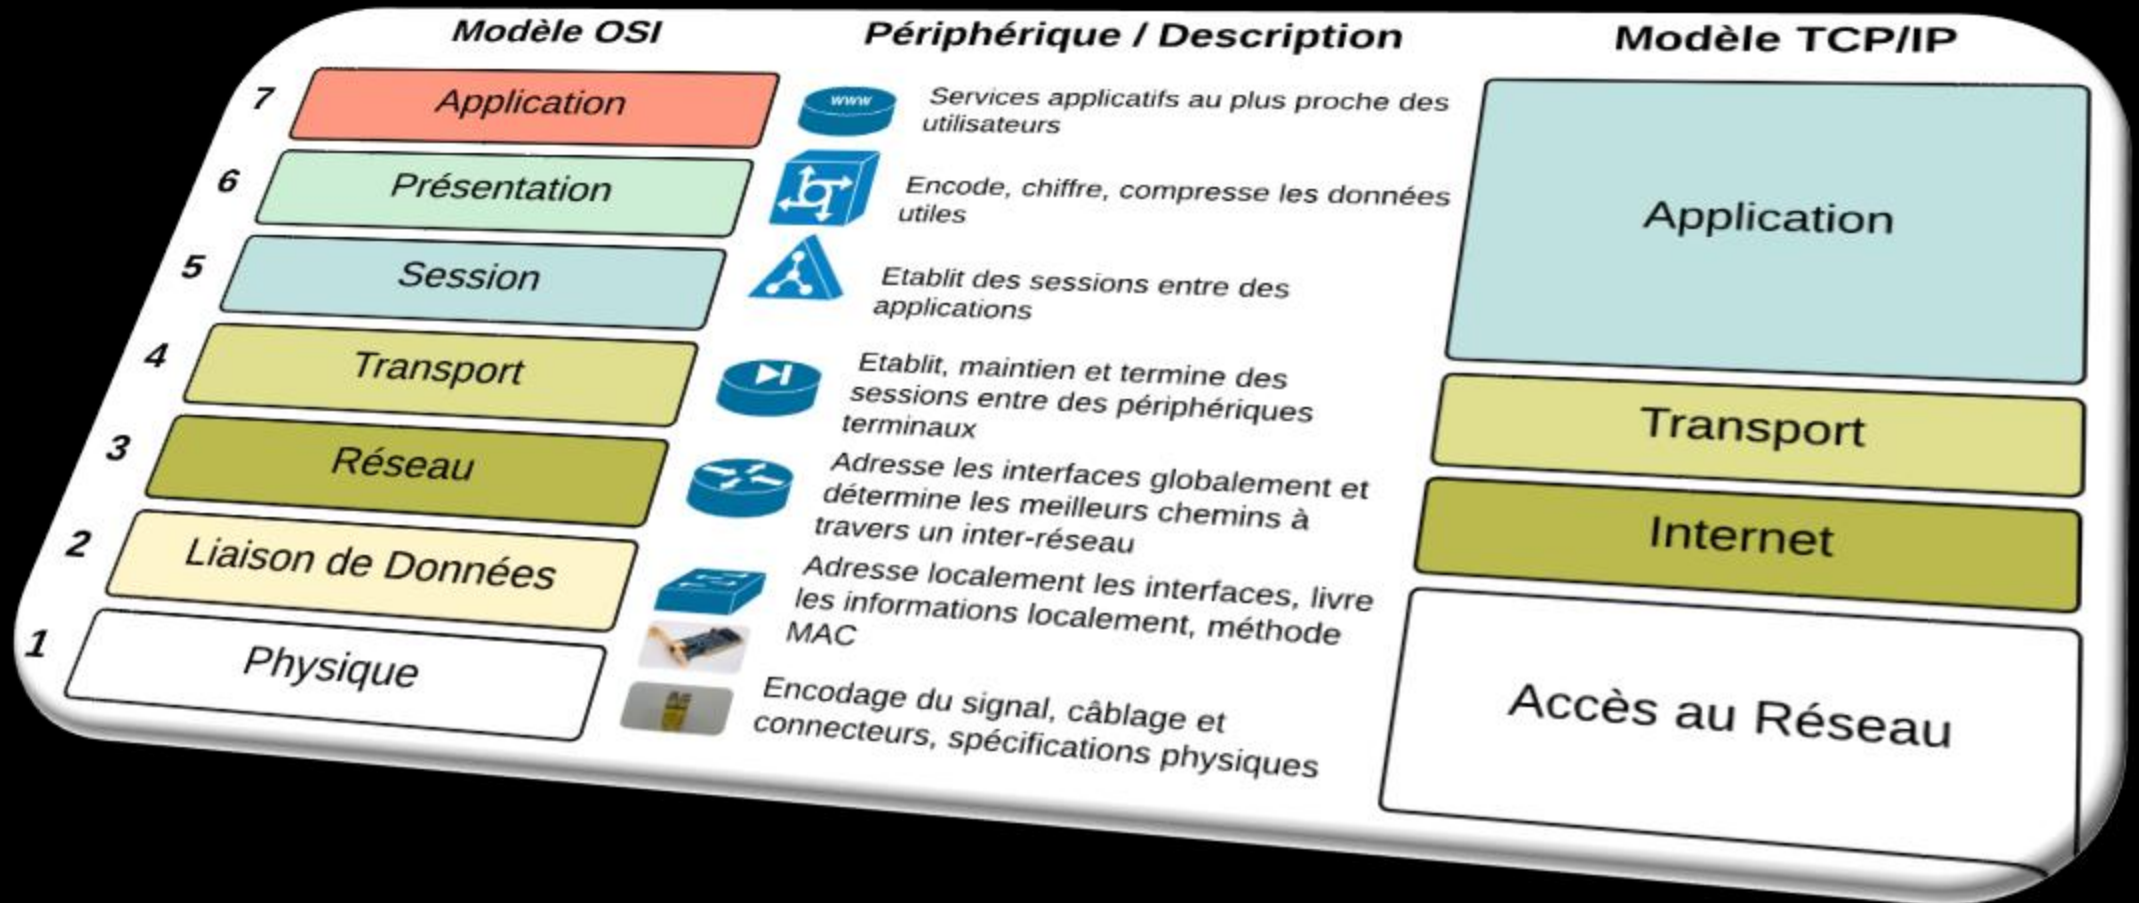 Modèle OSI
Périphérique / Description
Modèle TCP/IP
7
Application
www
Services applicatifs au plus proche des
utilisateurs
6
Présentation
Encode, chiffre, compresse les données
utiles
5
Session
Etablit des sessions entre des
applications
Application
4
Transport
Etablit, maintien et termine des
sessions entre des périphériques
terminaux
Transport
3
Réseau
Adresse les interfaces globalement et
détermine les meilleurs chemins à
travers un inter-réseau
Internet
2
Liaison de Données
Adresse localement les interfaces, livre
les informations localement, méthode
MAC
1
Physique
Encodage du signal, câblage et
connecteurs, spécifications physiques
Accès au Réseau